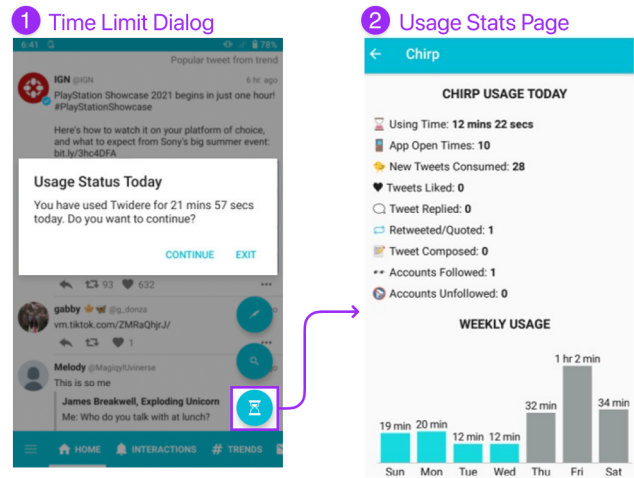 1 Time Limit Dialog
6:41 78%
Popular tweet from trend
IGN @IGN 6 hr. ago
PlayStation Showcase 2021 begins in just one hour!
#PlayStationShowcase
Here's how to watch it on your platform of choice,
and what to expect from Sony's big summer event:
bit.ly/3hc4DFA
Usage Status Today
You have used Twidere for 21 mins 57 secs
today. Do you want to continue?
CONTINUE EXIT
93 632
gabby @g_donza
vm.tiktok.com/ZMRaQhjrJ/
1
Melody
This is so me
James Breakwell, Exploding Unicorn
Me: Who do you talk with at lunch?
HOME INTERACTIONS # TRENDS
2 Usage Stats Page
Chirp
CHIRP USAGE TODAY
Using Time: 12 mins 22 secs
App Open Times: 10
New Tweets Consumed: 28
Tweets Liked: 0
Tweet Replied: 0
Retweeted/Quoted: 1
Tweet Composed: 0
Accounts Followed: 1
Accounts Unfollowed: 0
WEEKLY USAGE
19 min 20 min 12 min 12 min 32 min 1 hr 2 min 34 min
Sun Mon Tue Wed Thu Fri Sat